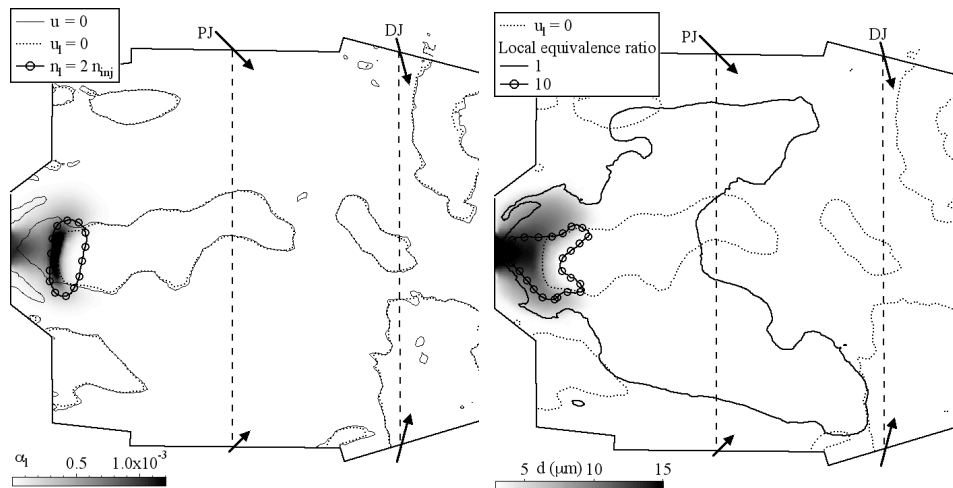 u = 0
u_l = 0
n_l = 2 n_inj
PJ
DJ
α_l 0.5 1.0x10^-3
u_l = 0
Local equivalence ratio
1
10
PJ
DJ
5 d (μm) 10 15